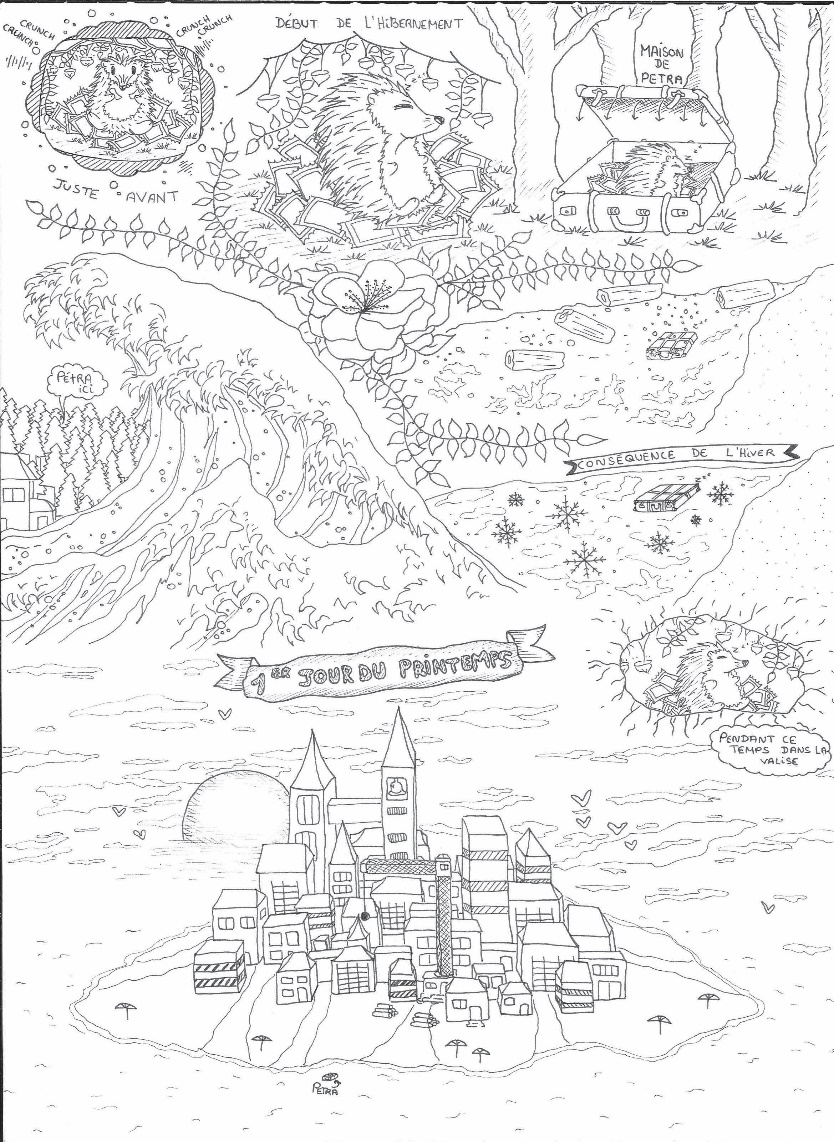 CRUNCH
CRUNCH
CRUNCH
CRUNCH
DÉBUT DE L'HIBERNEMENT
MAISON
DE
PETRA
JUSTE AVANT
PETRA
ICI
CONSÉQUENCE DE L'HIVER
1ER JOUR DU PRINTEMPS
PENDANT CE
TEMPS DANS LA
VALISE
PETRA